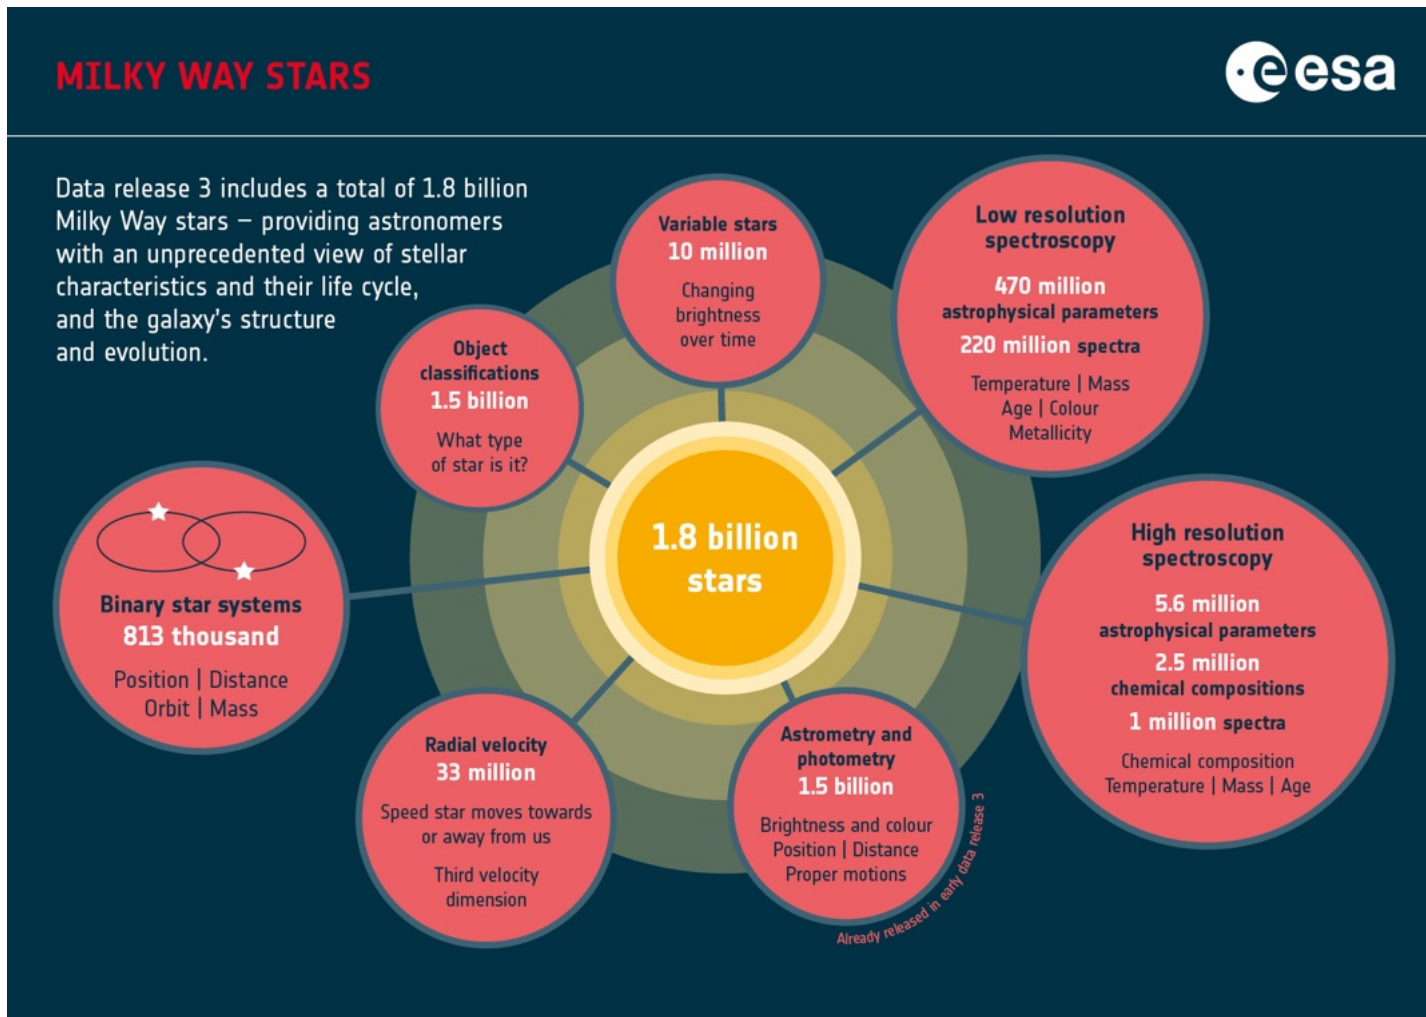 MILKY WAY STARS
esa
Data release 3 includes a total of 1.8 billion
Milky Way stars – providing astronomers
with an unprecedented view of stellar
characteristics and their life cycle,
and the galaxy's structure
and evolution.
Variable stars
10 million
Changing
brightness
over time
Low resolution
spectroscopy
470 million
astrophysical parameters
220 million spectra
Temperature | Mass
Age | Colour
Metallicity
Object
classifications
1.5 billion
What type
of star is it?
1.8 billion
stars
High resolution
spectroscopy
5.6 million
astrophysical parameters
2.5 million
chemical compositions
1 million spectra
Chemical composition
Temperature | Mass | Age
Binary star systems
813 thousand
Position | Distance
Orbit | Mass
Radial velocity
33 million
Speed star moves towards
or away from us
Third velocity
dimension
Astrometry and
photometry
1.5 billion
Brightness and colour
Position | Distance
Proper motions
Already released in early data release 3